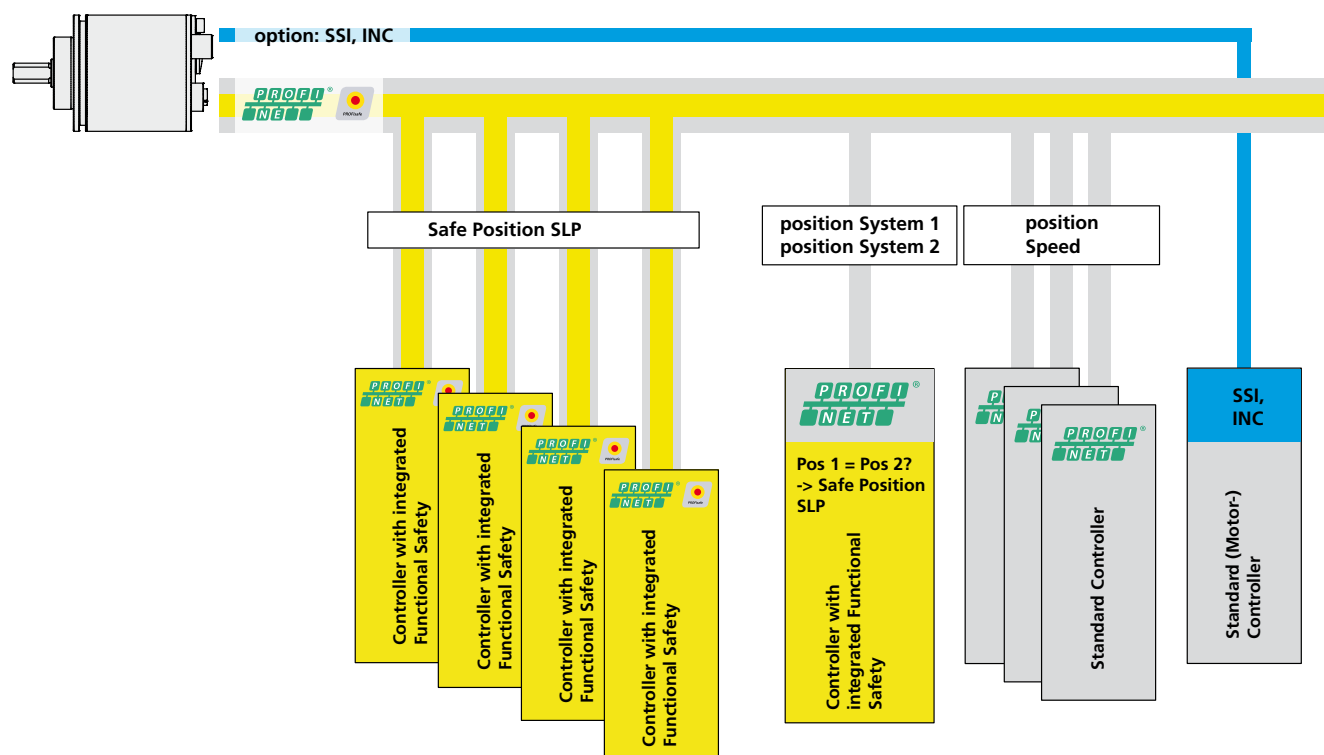 option: SSI, INC
PROFI®
NET
PROFIsafe
Safe Position SLP
position System 1
position System 2
position
Speed
PROFI®
NET
Controller with integrated
Functional Safety
PROFI®
NET
Controller with integrated
Functional Safety
PROFI®
NET
PROFIsafe
Controller with integrated
Functional Safety
PROFI®
NET
PROFIsafe
Controller with integrated
Functional Safety
PROFI®
NET
Pos 1 = Pos 2?
-> Safe Position
SLP
Controller with
integrated Functional
Safety
PROFI®
NET
Standard Controller
SSI,
INC
Standard (Motor-)
Controller